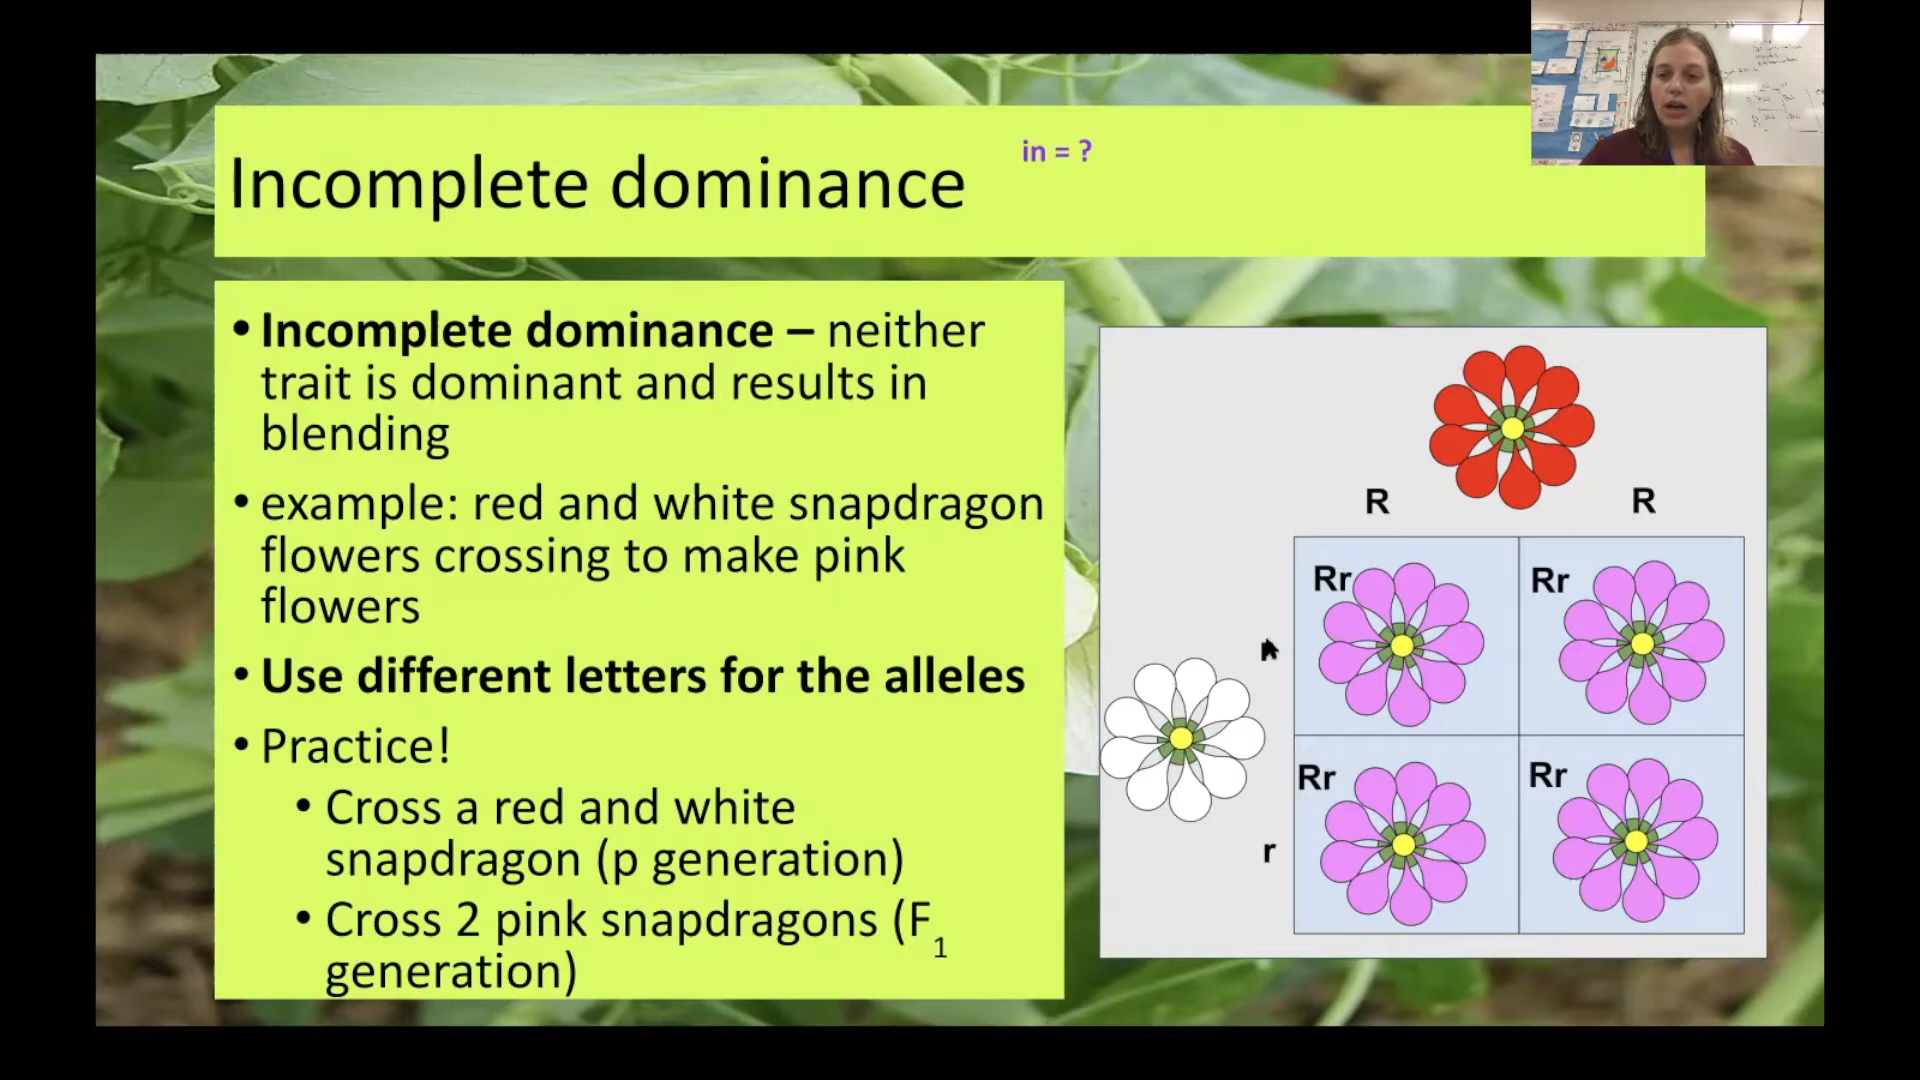 Incomplete dominance
in = ?
• Incomplete dominance – neither
trait is dominant and results in
blending
• example: red and white snapdragon
flowers crossing to make pink
flowers
• Use different letters for the alleles
• Practice!
• Cross a red and white
snapdragon (p generation)
• Cross 2 pink snapdragons (F1
generation)
R R
Rr Rr
Rr Rr
r